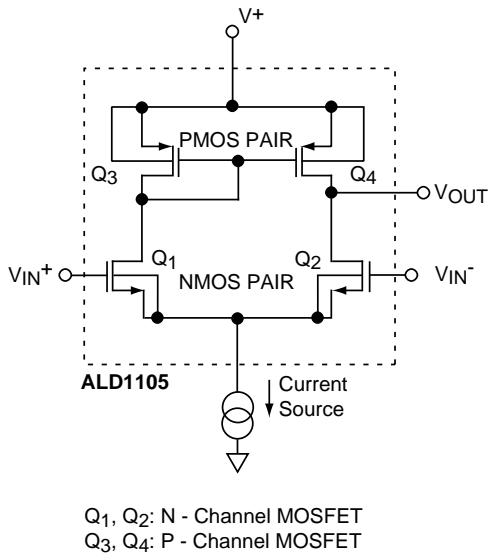 V+
PMOS PAIR
Q3
Q4
VOUT
VIN+
Q1
NMOS PAIR
Q2
VIN-
ALD1105
Current
Source
Q1, Q2: N - Channel MOSFET
Q3, Q4: P - Channel MOSFET